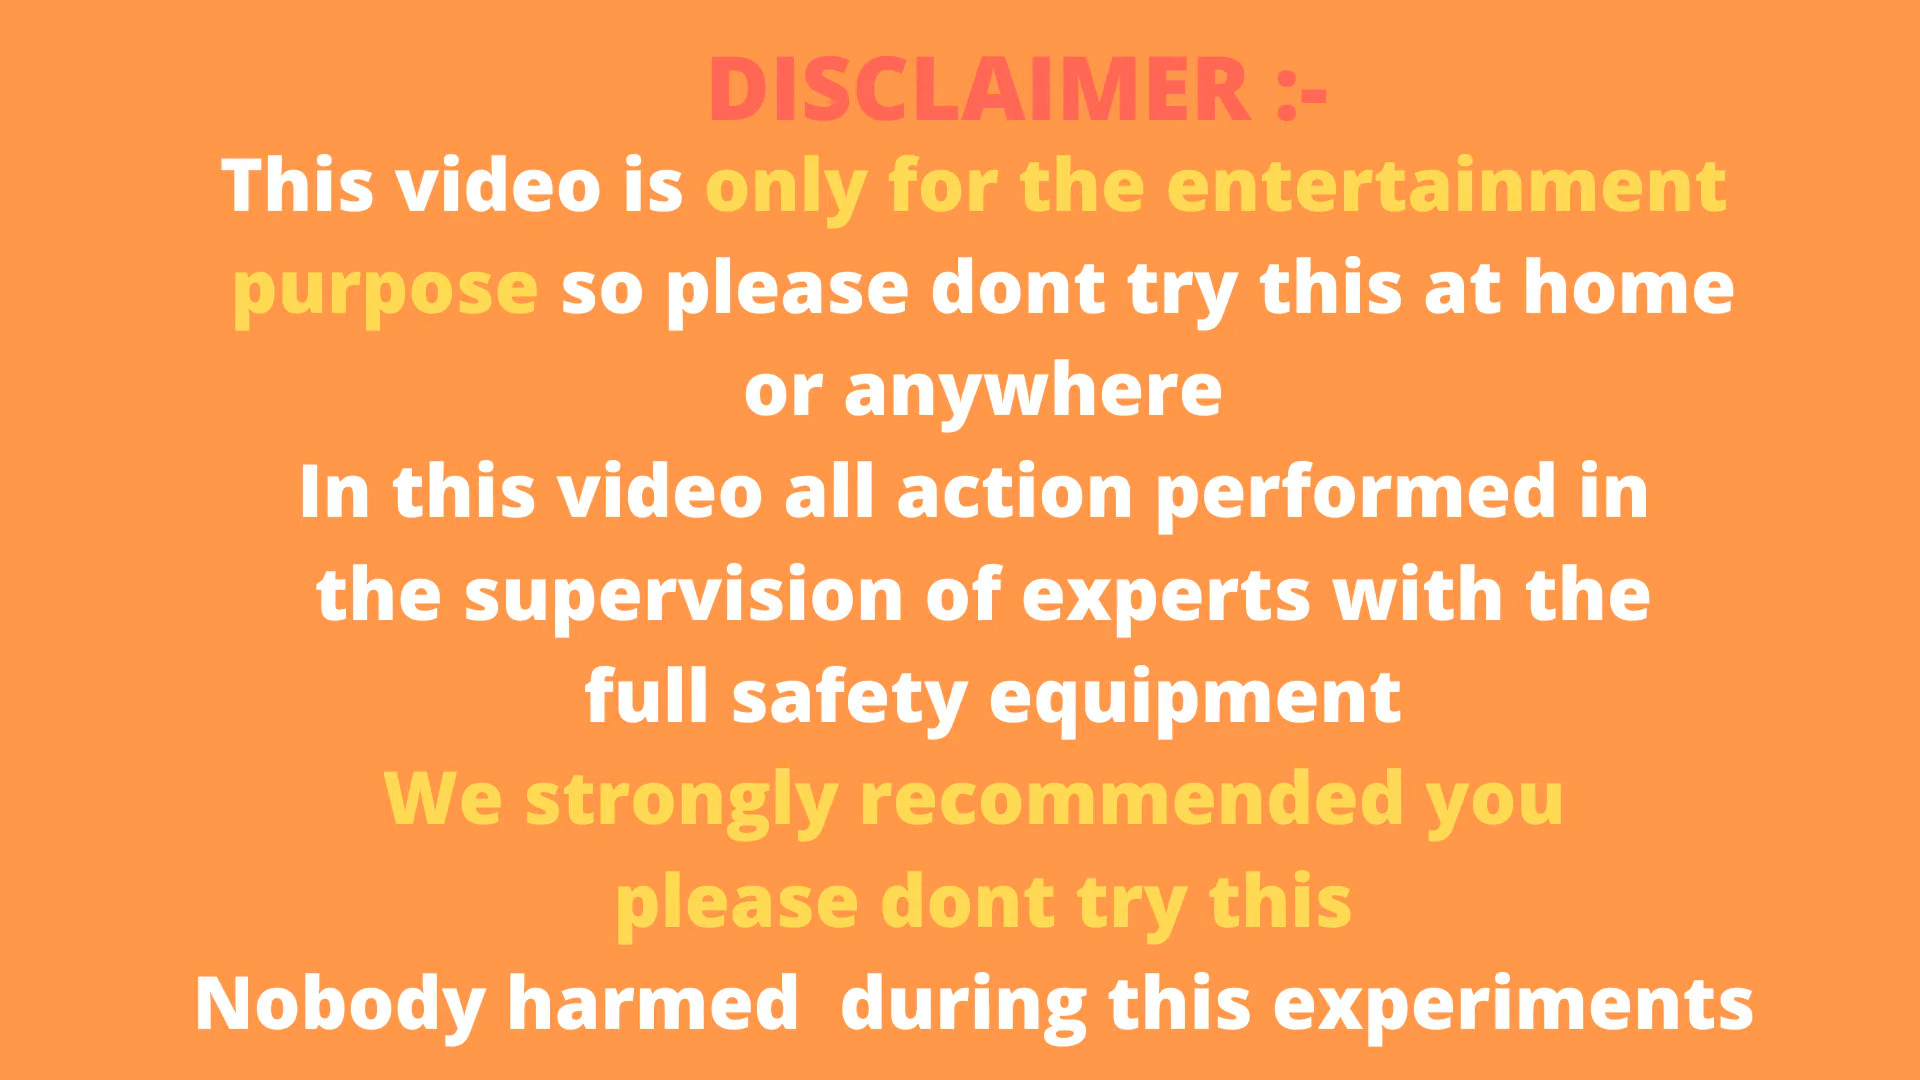 DISCLAIMER :-
This video is only for the entertainment
purpose so please dont try this at home
or anywhere
In this video all action performed in
the supervision of experts with the
full safety equipment
We strongly recommended you
please dont try this
Nobody harmed  during this experiments